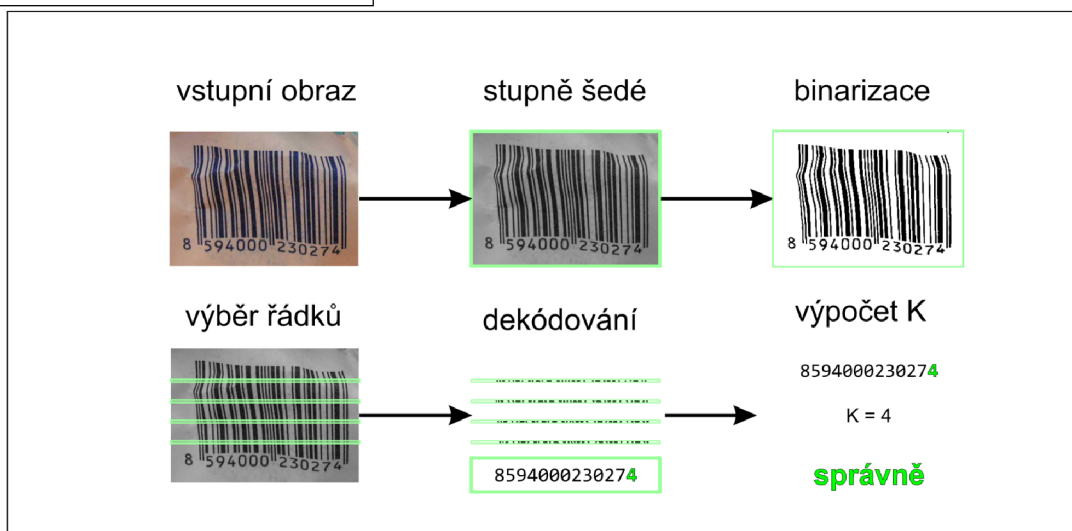 vstupní obraz
stupně šedé
binarizace
8 594000 230274
8 594000 230274
8 594000 230274
výběr řádků
dekódování
výpočet K
8 594000 230274
8594000230274
8594000230274
K = 4
správně